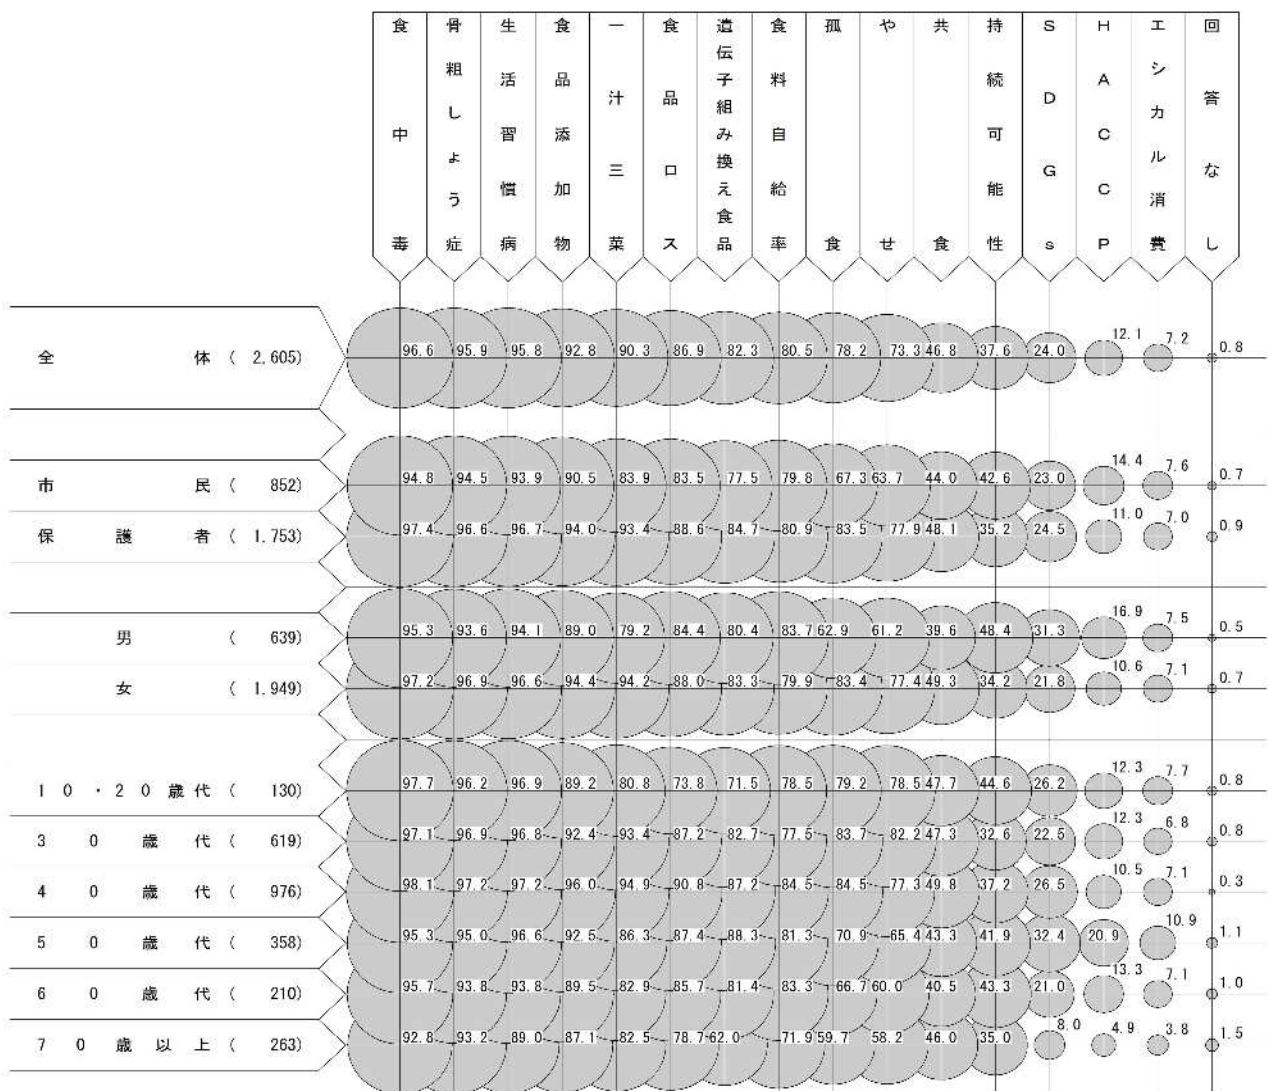 食中毒
骨粗しょう症
生活習慣病
食品添加物
一汁三菜
食品ロス
遺伝子組み換え食品
食料自給率
孤食
やせ
共食
持続可能性
SDGs
HACCP
エシカル消費
回答なし
全体 ( 2,605) 96.6 95.9 95.8 92.8 90.3 86.9 82.3 80.5 78.2 73.3 46.8 37.6 24.0 12.1 7.2 0.8
市民 ( 852) 94.8 94.5 93.9 90.5 83.9 83.5 77.5 79.8 67.3 63.7 44.0 42.6 23.0 14.4 7.6 0.7
保護者 ( 1,753) 97.4 96.6 96.7 94.0 93.4 88.6 84.7 80.9 83.5 77.9 48.1 35.2 24.5 11.0 7.0 0.9
男 ( 639) 95.3 93.6 94.1 89.0 79.2 84.4 80.4 83.7 62.9 61.2 39.6 48.4 31.3 16.9 7.5 0.5
女 ( 1,949) 97.2 96.9 96.6 94.4 94.2 88.0 83.3 79.9 83.4 77.4 49.3 34.2 21.8 10.6 7.1 0.7
10・20歳代 ( 130) 97.7 96.2 96.9 89.2 80.8 73.8 71.5 78.5 79.2 78.5 47.7 44.6 26.2 12.3 7.7 0.8
30歳代 ( 619) 97.1 96.9 96.8 92.4 93.4 87.2 82.7 77.5 83.7 82.2 47.3 32.6 22.5 12.3 6.8 0.8
40歳代 ( 976) 98.1 97.2 97.2 96.0 94.9 90.8 87.2 84.5 84.5 77.3 49.8 37.2 26.5 10.5 7.1 0.3
50歳代 ( 358) 95.3 95.0 96.6 92.5 86.3 87.4 88.3 81.3 70.9 65.4 43.3 41.9 32.4 20.9 10.9 1.1
60歳代 ( 210) 95.7 93.8 93.8 89.5 82.9 85.7 81.4 83.3 66.7 60.0 40.5 43.3 21.0 13.3 7.1 1.0
70歳以上 ( 263) 92.8 93.2 89.0 87.1 82.5 78.7 62.0 71.9 59.7 58.2 46.0 35.0 8.0 4.9 3.8 1.5